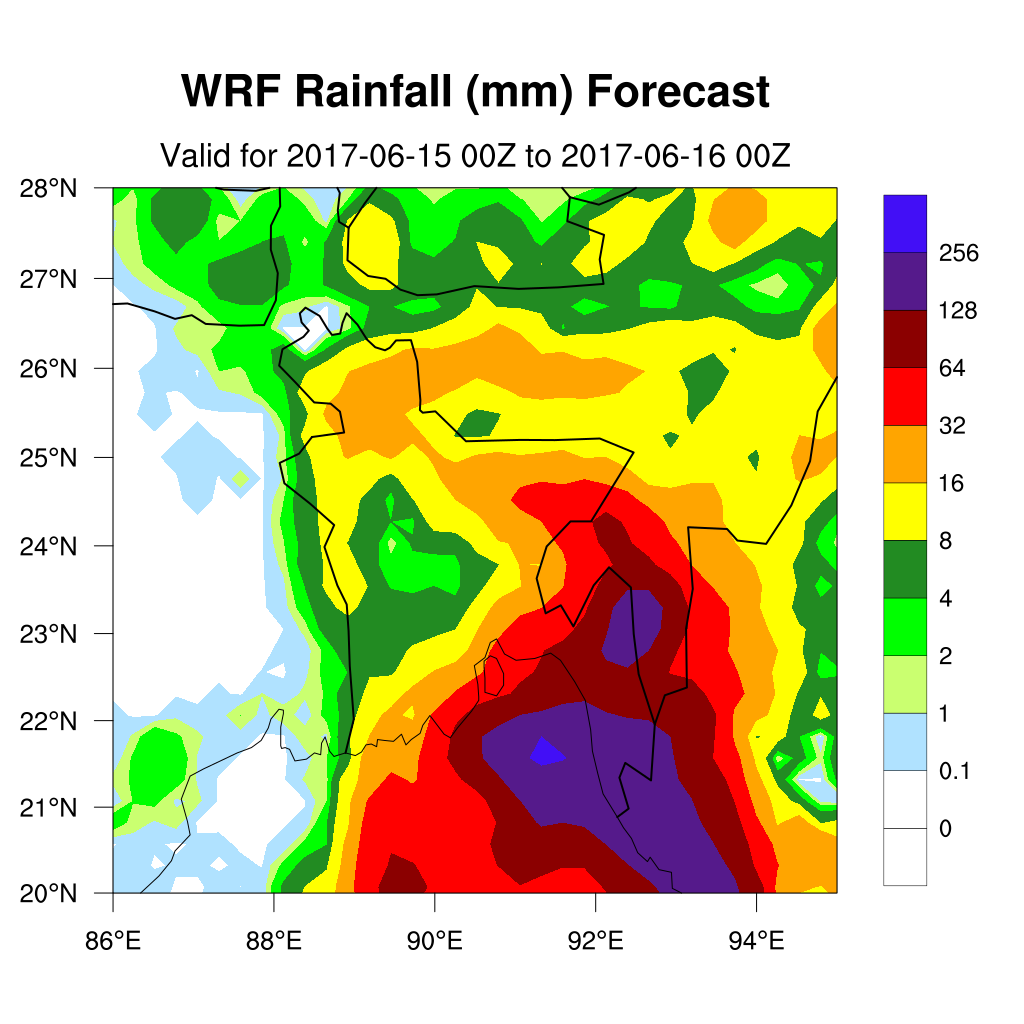 WRF Rainfall (mm) Forecast
Valid for 2017-06-15 00Z to 2017-06-16 00Z
28°N
27°N
26°N
25°N
24°N
23°N
22°N
21°N
20°N
86°E
88°E
90°E
92°E
94°E
256
128
64
32
16
8
4
2
1
0.1
0